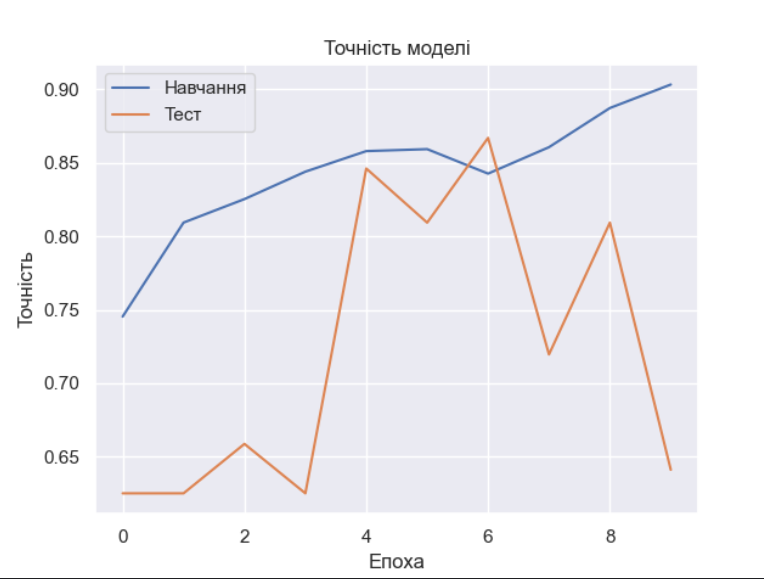 Точність моделі
Навчання
Тест
0.90
0.85
0.80
0.75
0.70
0.65
Точність
0 2 4 6 8
Епоха